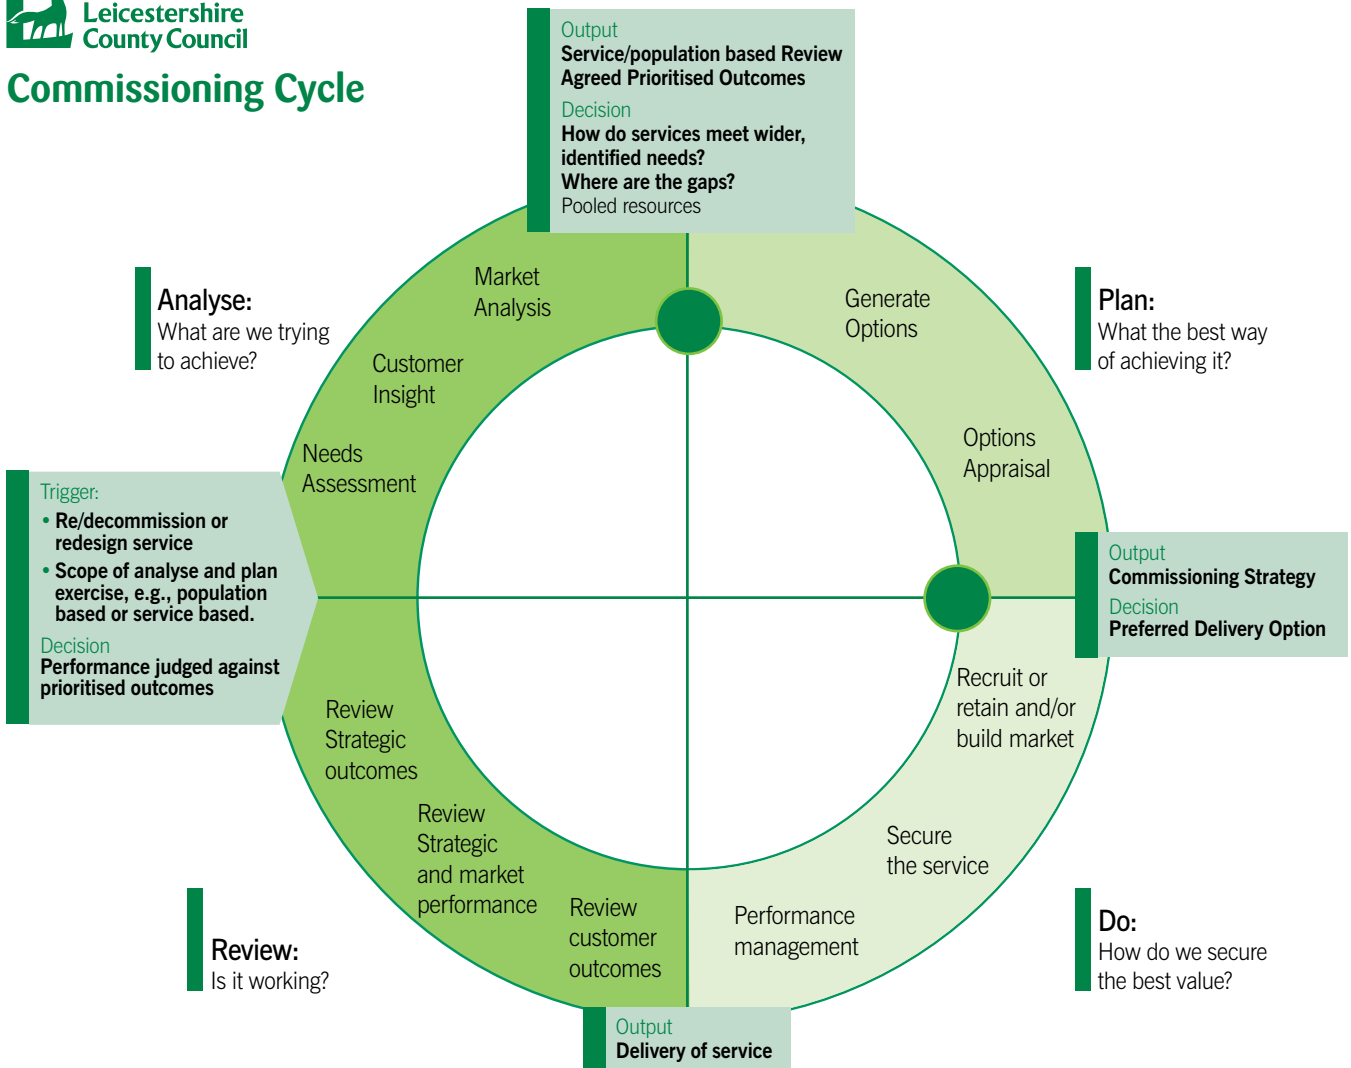 Leicestershire
County Council
Commissioning Cycle
Output
Service/population based Review
Agreed Prioritised Outcomes
Decision
How do services meet wider,
identified needs?
Where are the gaps?
Pooled resources
Analyse:
What are we trying
to achieve?
Market
Analysis
Customer
Insight
Needs
Assessment
Generate
Options
Options
Appraisal
Plan:
What the best way
of achieving it?
Trigger:
• Re/decommission or
redesign service
• Scope of analyse and plan
exercise, e.g., population
based or service based.
Decision
Performance judged against
prioritised outcomes
Output
Commissioning Strategy
Decision
Preferred Delivery Option
Recruit or
retain and/or
build market
Secure
the service
Performance
management
Do:
How do we secure
the best value?
Review
Strategic
outcomes
Review
Strategic
and market
performance
Review
customer
outcomes
Review:
Is it working?
Output
Delivery of service